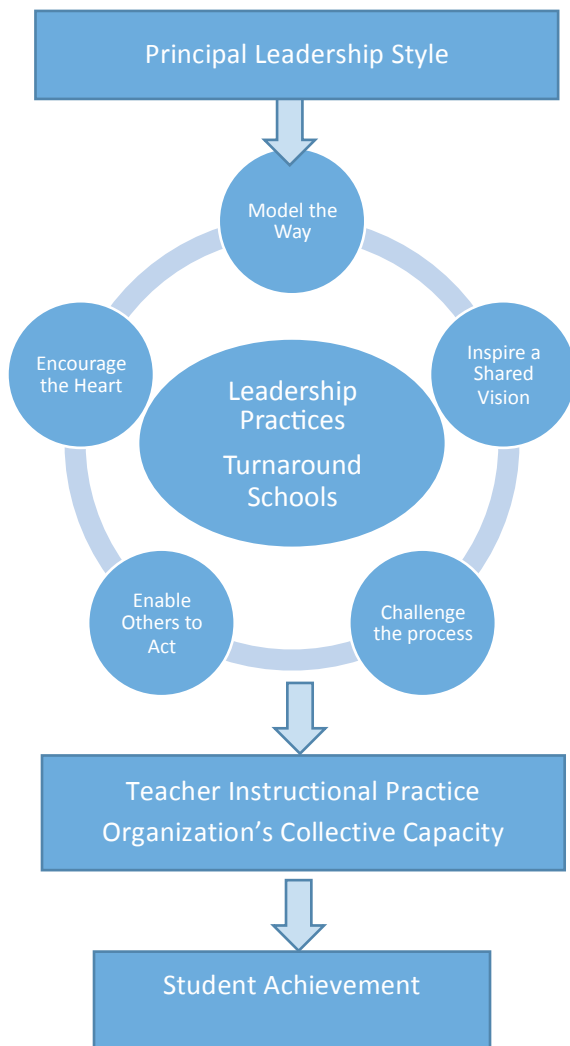 Principal Leadership Style
Model the
Way
Encourage
the Heart
Inspire a
Shared
Vision
Leadership
Practices
Turnaround
Schools
Enable
Others to
Act
Challenge
the process
Teacher Instructional Practice
Organization’s Collective Capacity
Student Achievement